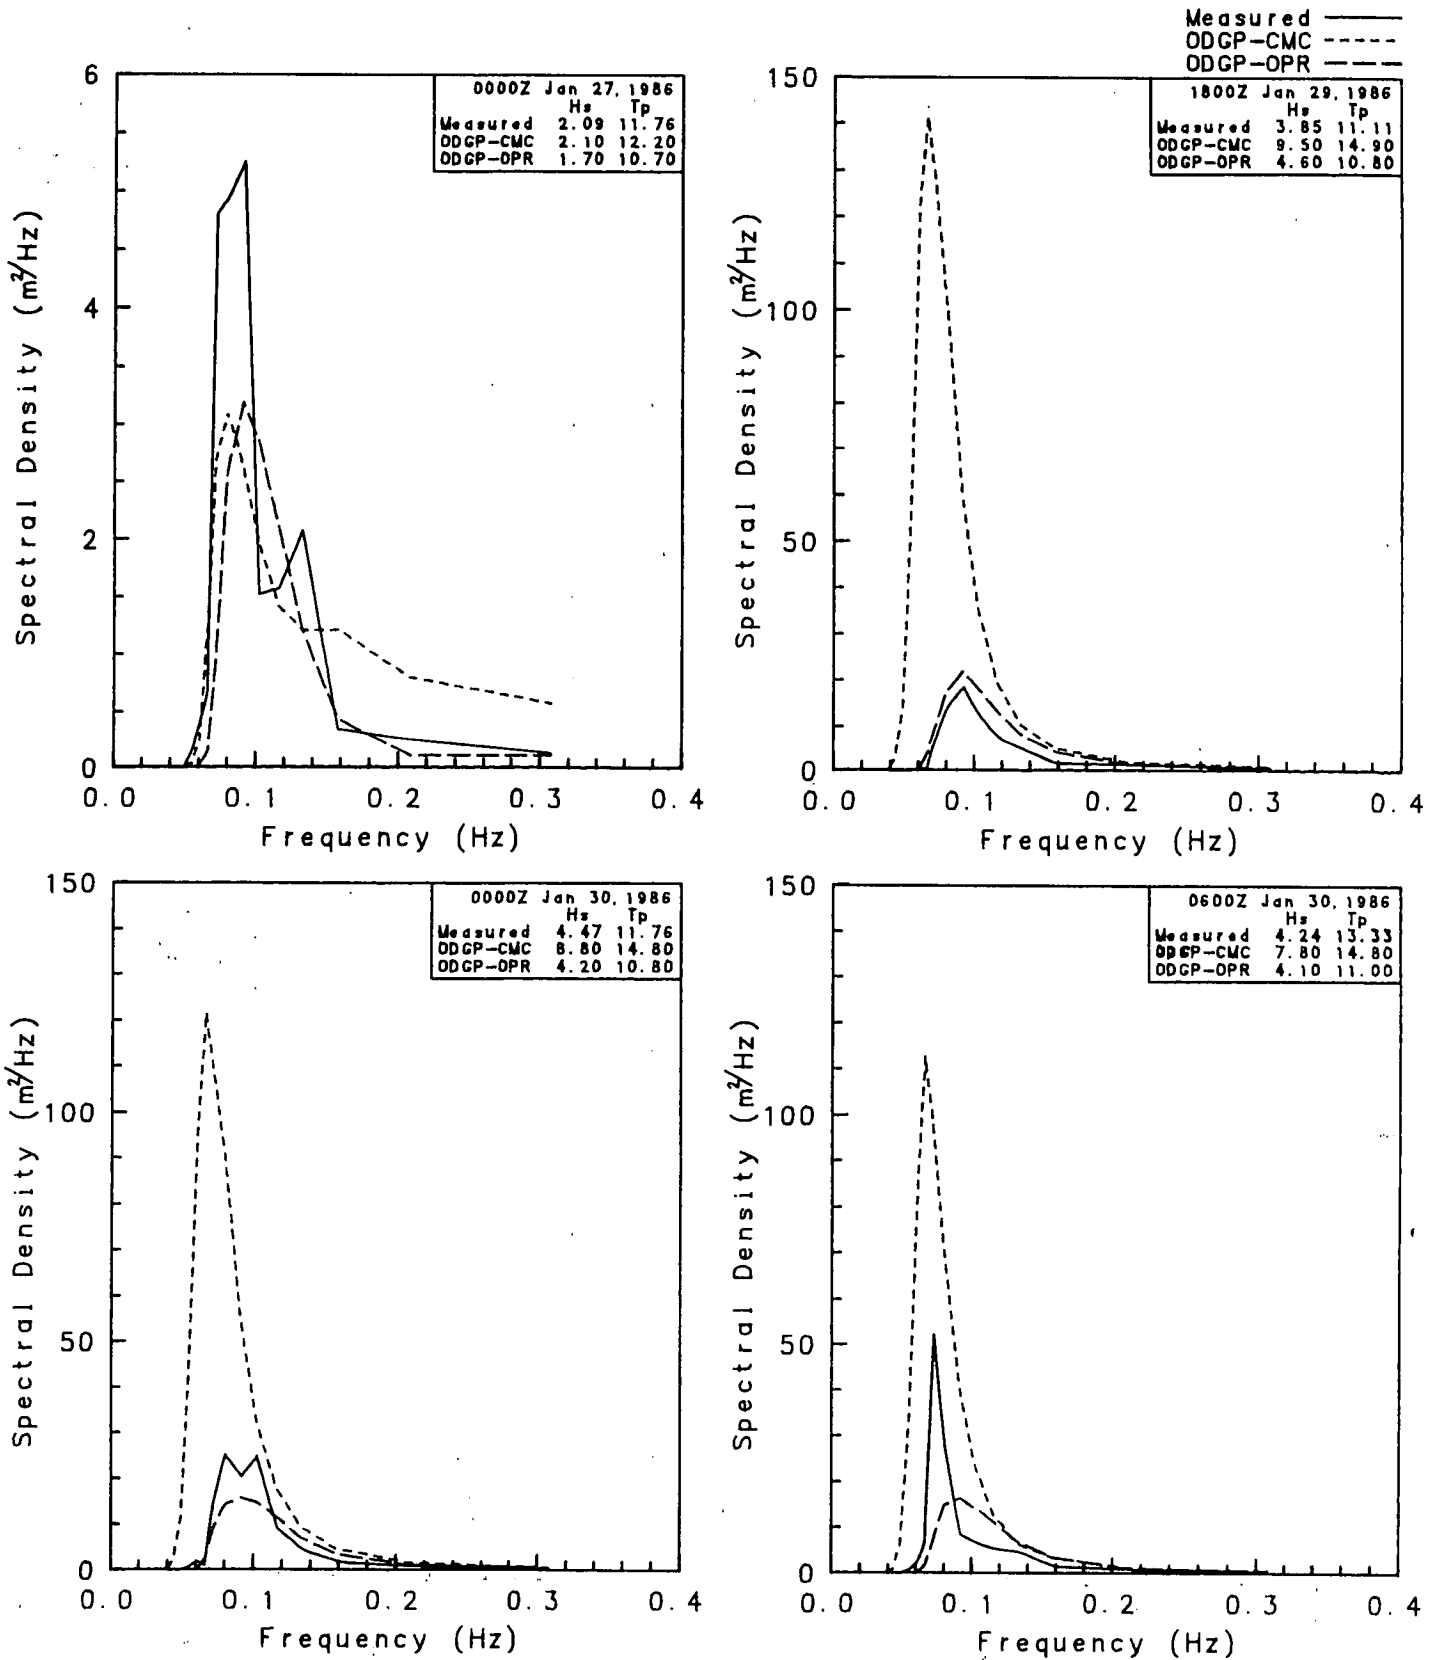 Measured
ODGP-CMC
ODGP-OPR
6
4
2
0
0.0 0.1 0.2 0.3 0.4
Spectral Density (m²/Hz)
Frequency (Hz)
0000Z Jan 27, 1986
Hs Tp
Measured 2.09 11.76
ODGP-CMC 2.10 12.20
ODGP-OPR 1.70 10.70
150
100
50
0
0.0 0.1 0.2 0.3 0.4
Spectral Density (m²/Hz)
Frequency (Hz)
1800Z Jan 29, 1986
Hs Tp
Measured 3.85 11.11
ODGP-CMC 9.50 14.90
ODGP-OPR 4.60 10.80
150
100
50
0
0.0 0.1 0.2 0.3 0.4
Spectral Density (m²/Hz)
Frequency (Hz)
0000Z Jan 30, 1986
Hs Tp
Measured 4.47 11.76
ODGP-CMC 8.80 14.80
ODGP-OPR 4.20 10.80
150
100
50
0
0.0 0.1 0.2 0.3 0.4
Spectral Density (m²/Hz)
Frequency (Hz)
0600Z Jan 30, 1986
Hs Tp
Measured 4.24 13.33
ODGP-CMC 7.80 14.80
ODGP-OPR 4.10 11.00